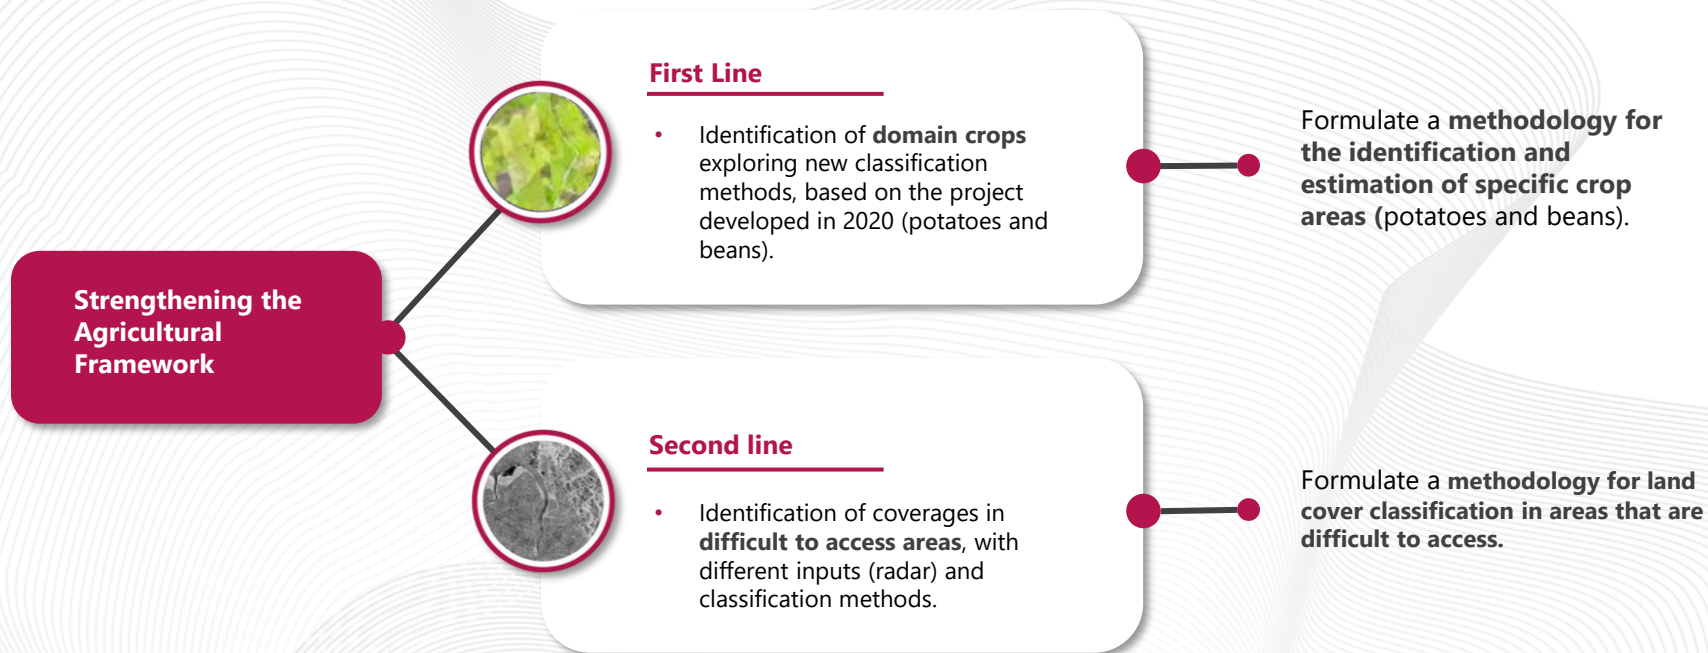 Strengthening the
Agricultural
Framework
First Line
• Identification of domain crops
exploring new classification
methods, based on the project
developed in 2020 (potatoes and
beans).
Formulate a methodology for
the identification and
estimation of specific crop
areas (potatoes and beans).
Second line
• Identification of coverages in
difficult to access areas, with
different inputs (radar) and
classification methods.
Formulate a methodology for land
cover classification in areas that are
difficult to access.